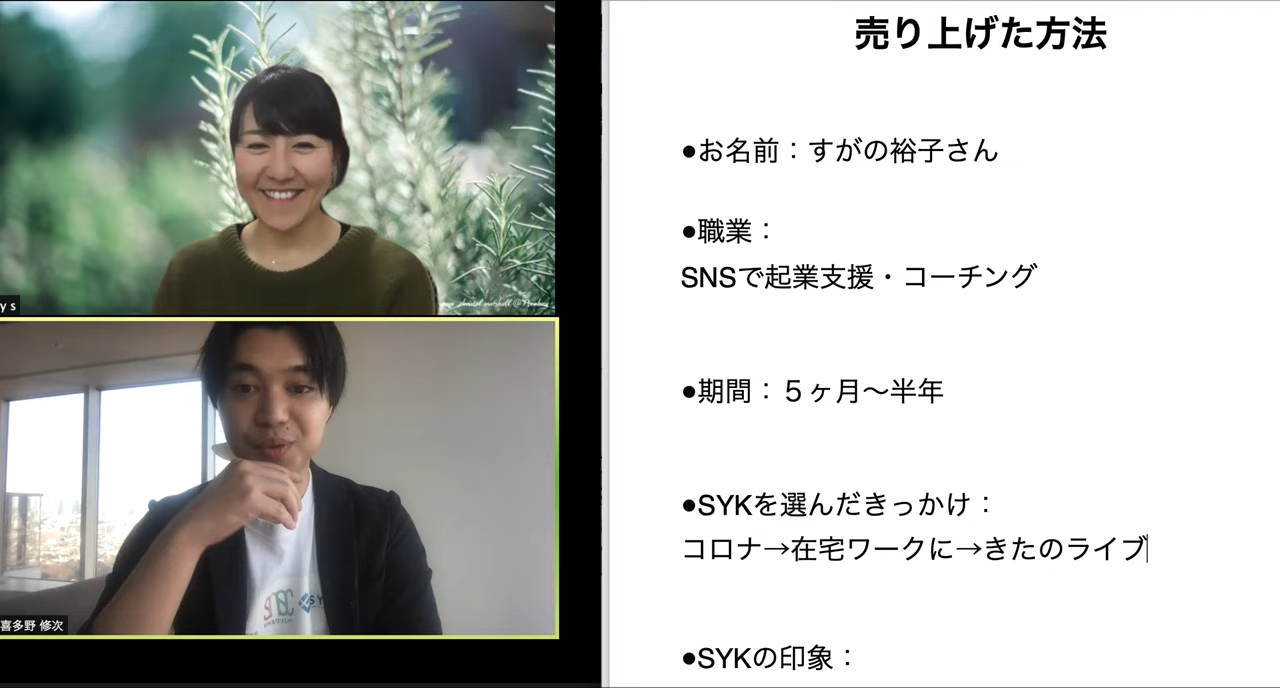 y s
喜多野 修次
SYK
売り上げた方法
●お名前：すがの裕子さん
●職業：
SNSで起業支援・コーチング
●期間：５ヶ月〜半年
●SYKを選んだきっかけ：
コロナ→在宅ワークに→きたのライブ
●SYKの印象：